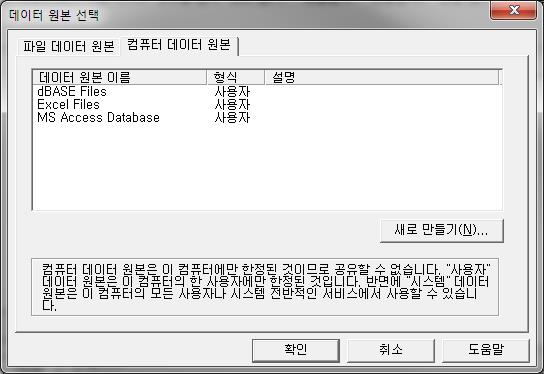 데이터 원본 선택
파일 데이터 원본 컴퓨터 데이터 원본
데이터 원본 이름 형식 설명
dBASE Files 사용자
Excel Files 사용자
MS Access Database 사용자
새로 만들기(N)...
컴퓨터 데이터 원본은 이 컴퓨터에만 한정된 것이므로 공유할 수 없습니다. "사용자"
데이터 원본은 이 컴퓨터의 한 사용자에만 한정된 것입니다. 반면에 "시스템" 데이터
원본은 이 컴퓨터의 모든 사용자나 시스템 전반적인 서비스에서 사용할 수 있습니
다.
확인 취소 도움말